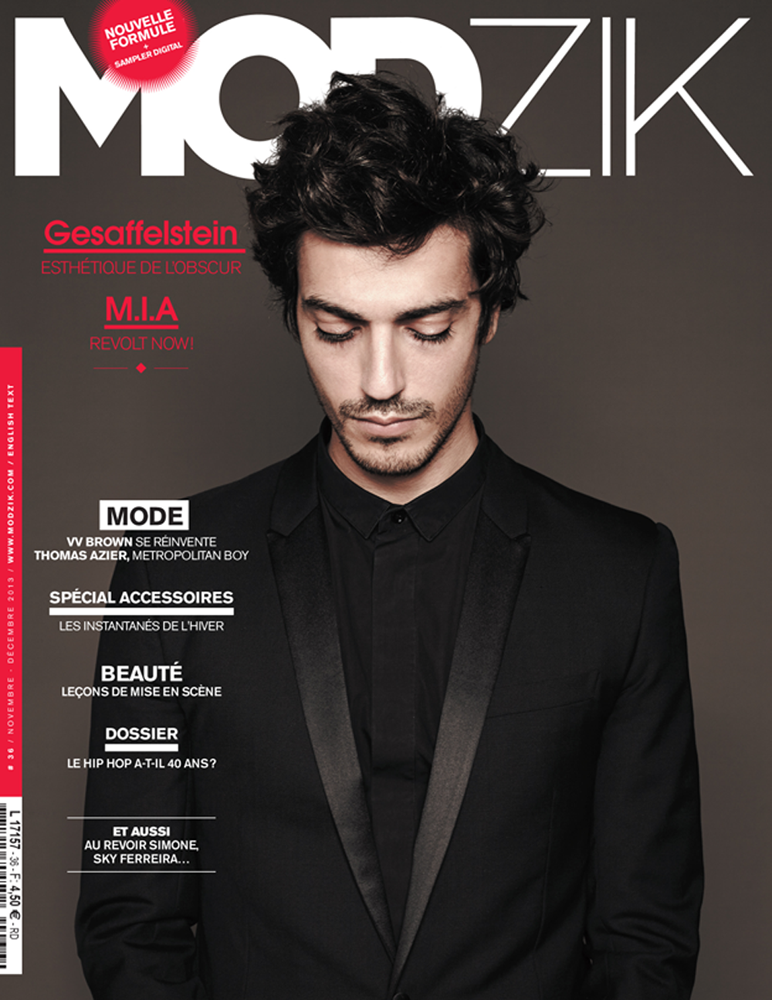 NOUVELLE
FORMULE
+
SAMPLER DIGITAL
MODZIK
Gesaffelstein
ESTHÉTIQUE DE L'OBSCUR
M.I.A
REVOLT NOW!
MODE
VV BROWN SE RÉINVENTE
THOMAS AZIER, METROPOLITAN BOY
SPÉCIAL ACCESSOIRES
LES INSTANTANÉS DE L'HIVER
BEAUTÉ
LEÇONS DE MISE EN SCÈNE
DOSSIER
LE HIP HOP A-T-IL 40 ANS ?
ET AUSSI
AU REVOIR SIMONE,
SKY FERREIRA...
# 36 / NOVEMBRE - DÉCEMBRE 2013 / WWW.MODZIK.COM / ENGLISH TEXT
L 17157 - 36 - F: 4,50 € - RD